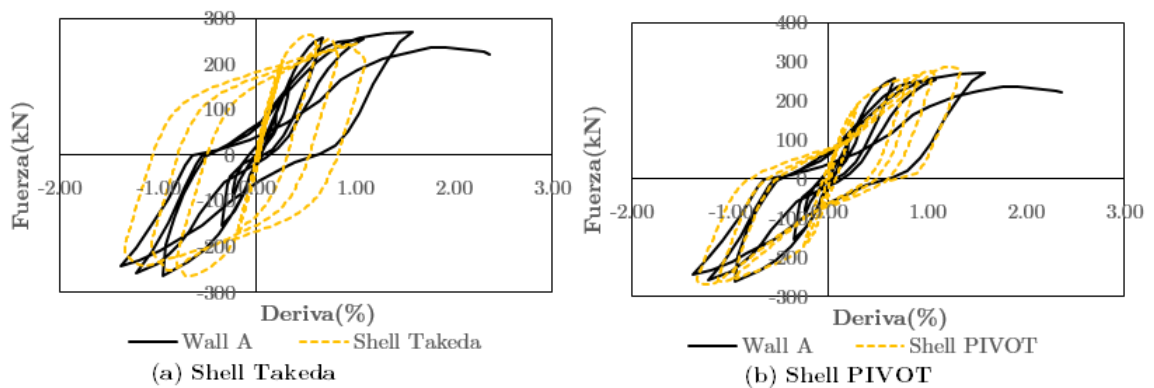 300
200
100
0
-100
-200
-300
-2.00 -1.00 0.00 1.00 2.00 3.00
Fuerza(kN)
Deriva(%)
Wall A Shell Takeda
(a) Shell Takeda
400
300
200
100
0
-100
-200
-300
-2.00 -1.00 0.00 1.00 2.00 3.00
Fuerza(kN)
Deriva(%)
Wall A Shell PIVOT
(b) Shell PIVOT